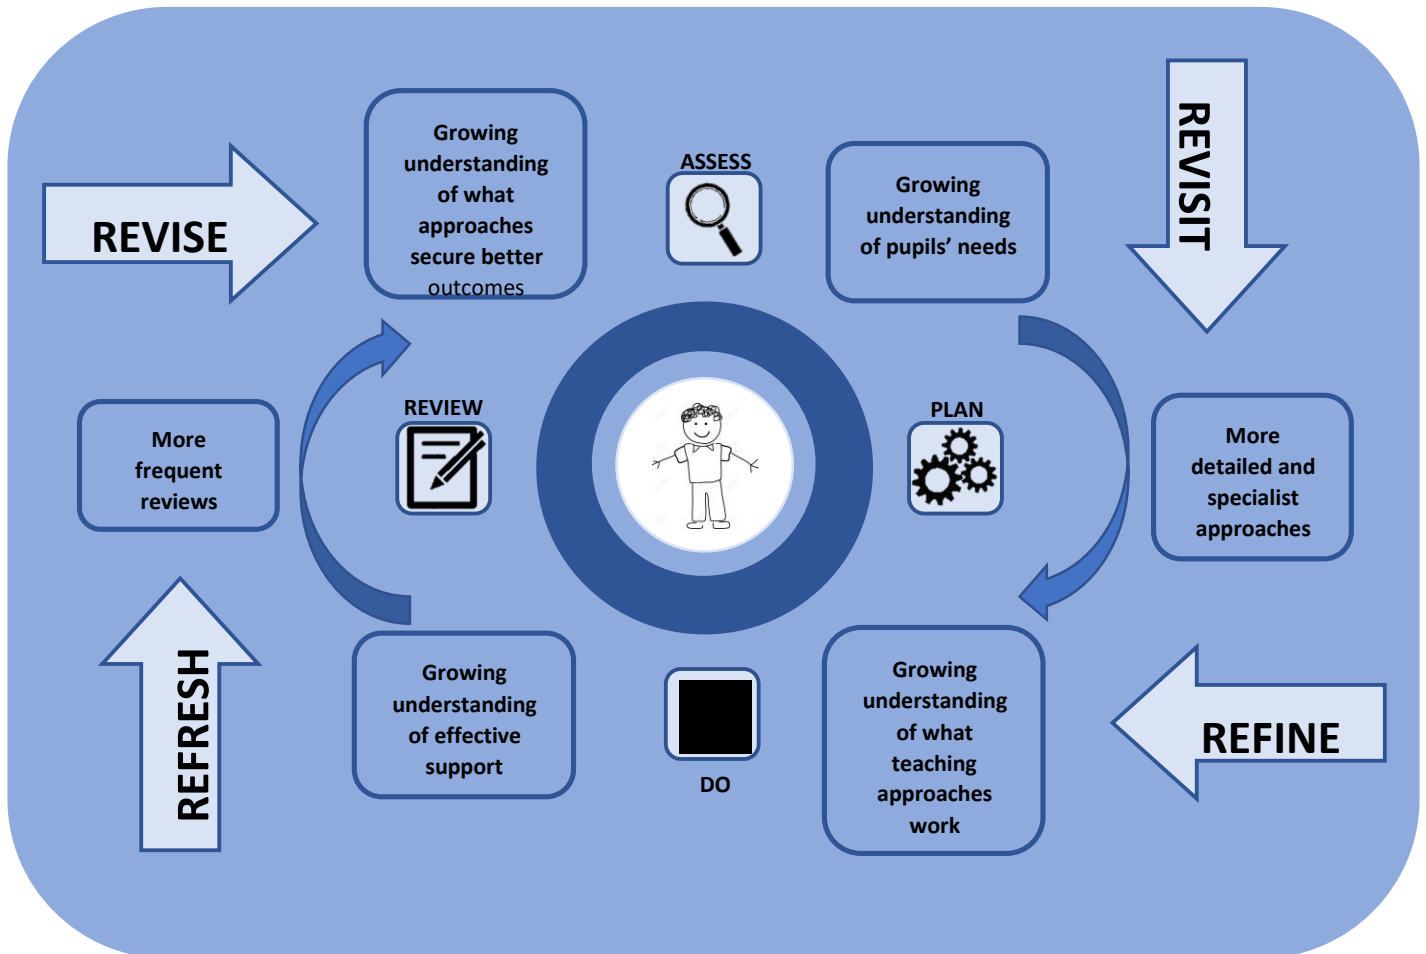 REVISE
Growing
understanding
of what
approaches
secure better
outcomes
ASSESS
Growing
understanding
of pupils’ needs
REVISIT
More
frequent
reviews
REVIEW
PLAN
More
detailed and
specialist
approaches
REFRESH
Growing
understanding
of effective
support
DO
Growing
understanding
of what
teaching
approaches
work
REFINE